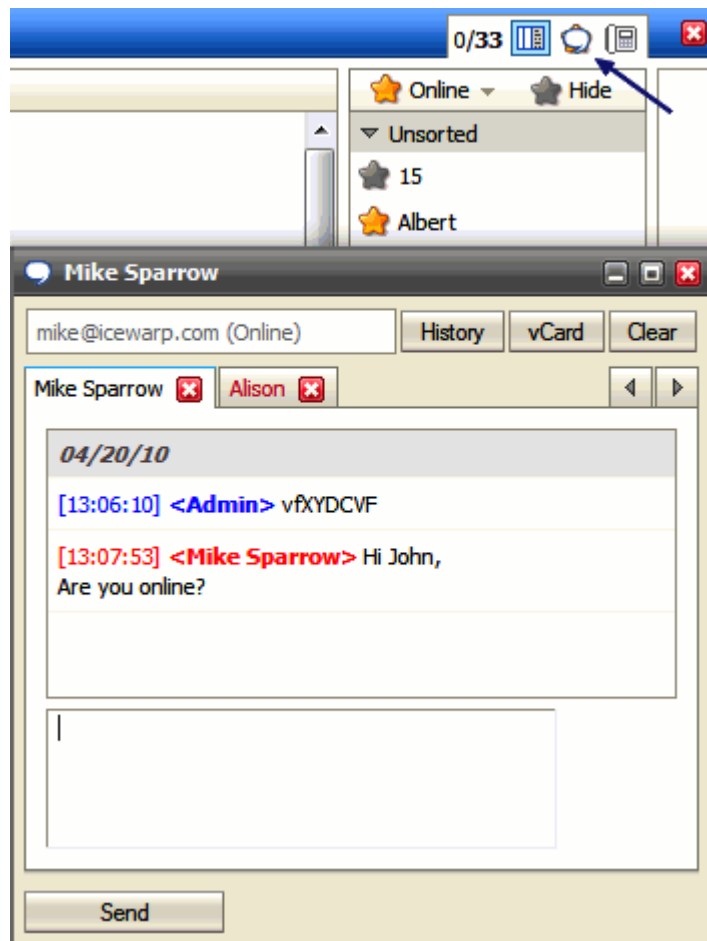 0/33
Online Hide
Unsorted
15
Albert
Mike Sparrow
mike@icewarp.com (Online) History vCard Clear
Mike Sparrow Alison
04/20/10
[13:06:10] <Admin> vfXYDCVF
[13:07:53] <Mike Sparrow> Hi John,
Are you online?
Send